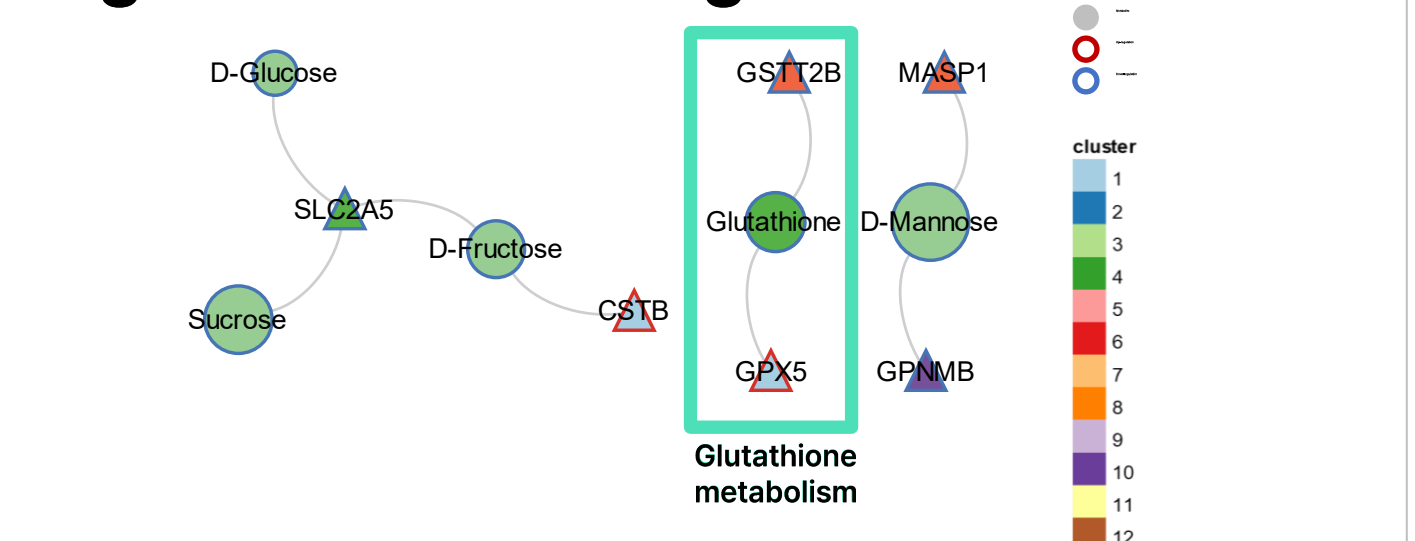 D-Glucose
SLC2A5
D-Fructose
Sucrose
CSTB
GSTT2B
Glutathione
GPX5
Glutathione
metabolism
MASP1
D-Mannose
GPNMB
cluster
1
2
3
4
5
6
7
8
9
10
11
12